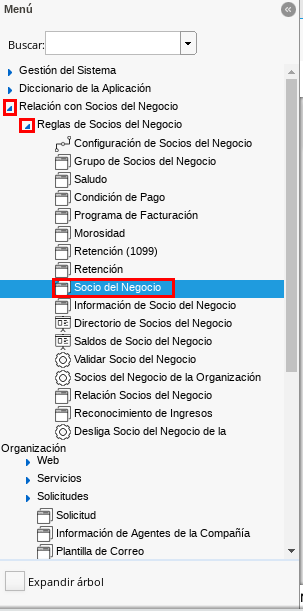 Menú
Buscar:
Gestión del Sistema
Diccionario de la Aplicación
Relación con Socios del Negocio
Reglas de Socios del Negocio
Configuración de Socios del Negocio
Grupo de Socios del Negocio
Saludo
Condición de Pago
Programa de Facturación
Morosidad
Retención (1099)
Retención
Socio del Negocio
Información de Socio del Negocio
Directorio de Socios del Negocio
Saldos de Socio del Negocio
Validar Socio del Negocio
Socios del Negocio de la Organización
Relación Socios del Negocio
Reconocimiento de Ingresos
Desliga Socio del Negocio de la
Organización
Web
Servicios
Solicitudes
Solicitud
Información de Agentes de la Compañía
Plantilla de Correo
Expandir árbol